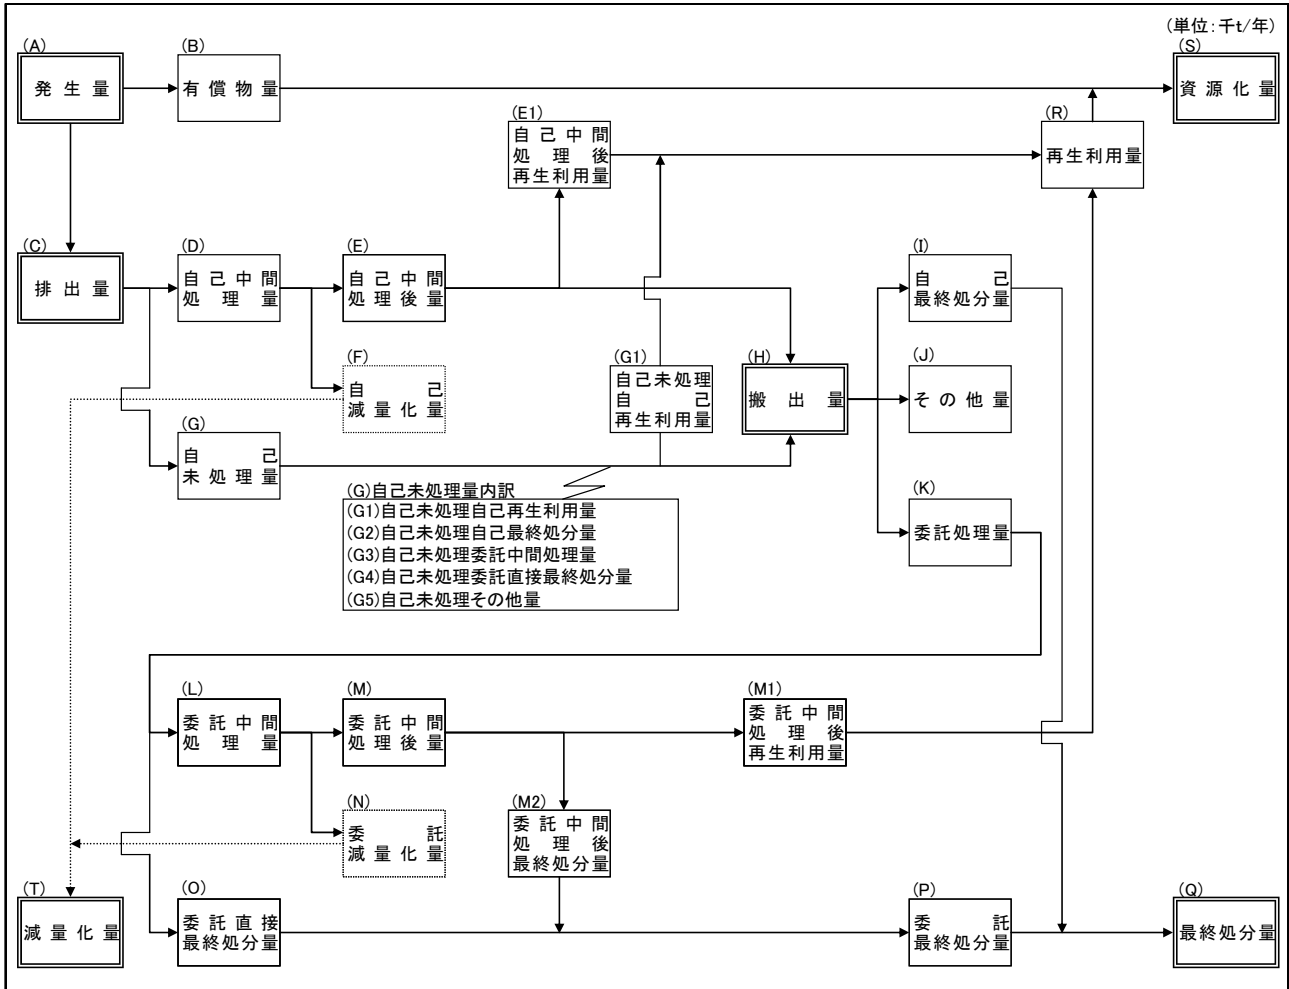 (単位：千t/年)
(A)
発生量
(B)
有償物量
(S)
資源化量
(E1)
自己中間
処理後
再生利用量
(R)
再生利用量
(C)
排出量
(D)
自己中間
処理量
(E)
自己中間
処理後量
(I)
自己
最終処分量
(F)
自己
減量化量
(G1)
自己未処理
自己
再生利用量
(H)
搬出量
(J)
その他量
(G)
自己
未処理量
(G)自己未処理量内訳
(G1)自己未処理自己再生利用量
(G2)自己未処理自己最終処分量
(G3)自己未処理委託中間処理量
(G4)自己未処理委託直接最終処分量
(G5)自己未処理その他量
(K)
委託処理量
(L)
委託中間
処理量
(M)
委託中間
処理後量
(M1)
委託中間
処理後
再生利用量
(N)
委託
減量化量
(M2)
委託中間
処理後
最終処分量
(T)
減量化量
(O)
委託直接
最終処分量
(P)
委託
最終処分量
(Q)
最終処分量